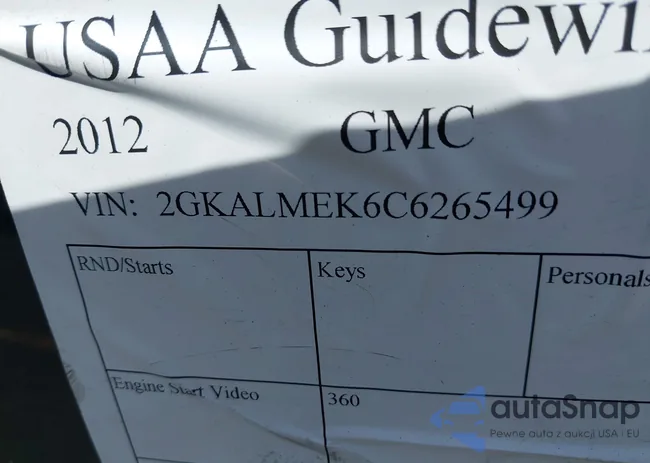 USAA Guidewi
2012 GMC
VIN: 2GKALMEK6C6265499
RND/Starts Keys Personals
Engine Start Video 360
autaSnap
Pewne auta z aukcji USA i EU